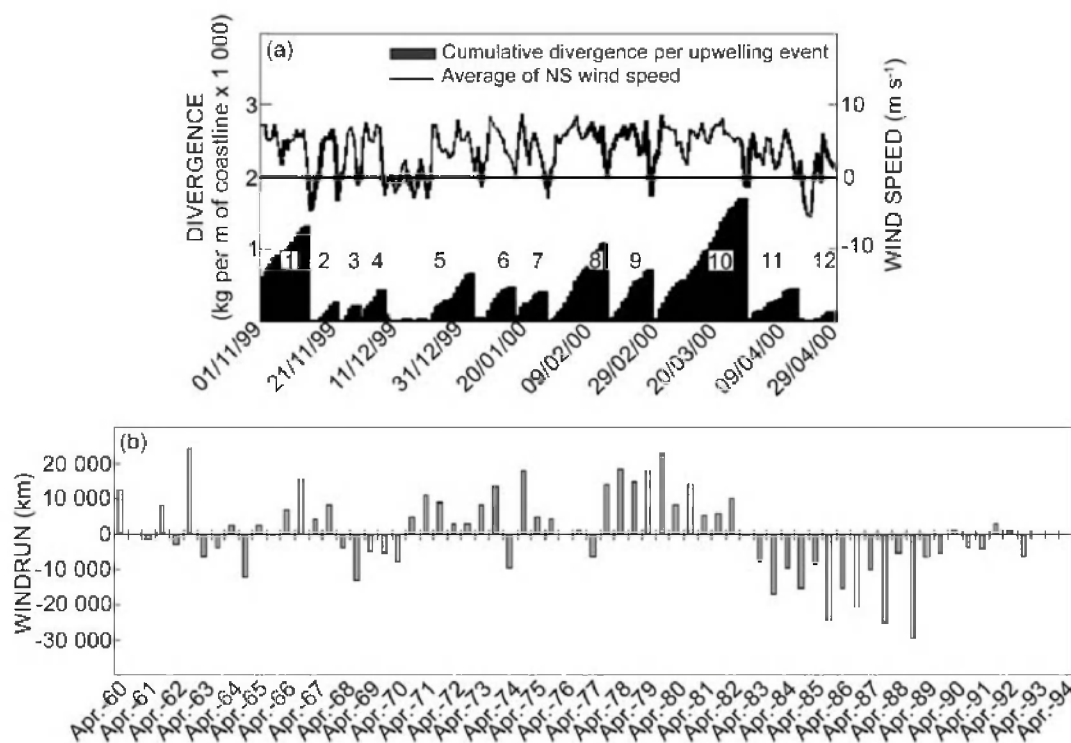 (a)
Cumulative divergence per upwelling event
Average of NS wind speed
DIVERGENCE
(kg per m of coastline x 1 000)
3
2
1
10
0
-10
WIND SPEED (m s⁻¹)
1 2 3 4 5 6 7 8 9 10 11 12
01/11/99
21/11/99
11/12/99
31/12/99
20/01/00
09/02/00
29/02/00
20/03/00
09/04/00
29/04/00
(b)
WINDRUN (km)
20 000
10 000
0
-10 000
-20 000
-30 000
Apr.-60
Apr.-61
Apr.-62
Apr.-63
Apr.-64
Apr.-65
Apr.-66
Apr.-67
Apr.-68
Apr.-69
Apr.-70
Apr.-71
Apr.-72
Apr.-73
Apr.-74
Apr.-75
Apr.-76
Apr.-77
Apr.-78
Apr.-79
Apr.-80
Apr.-81
Apr.-82
Apr.-83
Apr.-84
Apr.-85
Apr.-86
Apr.-87
Apr.-88
Apr.-89
Apr.-90
Apr.-91
Apr.-92
Apr.-93
Apr.-94